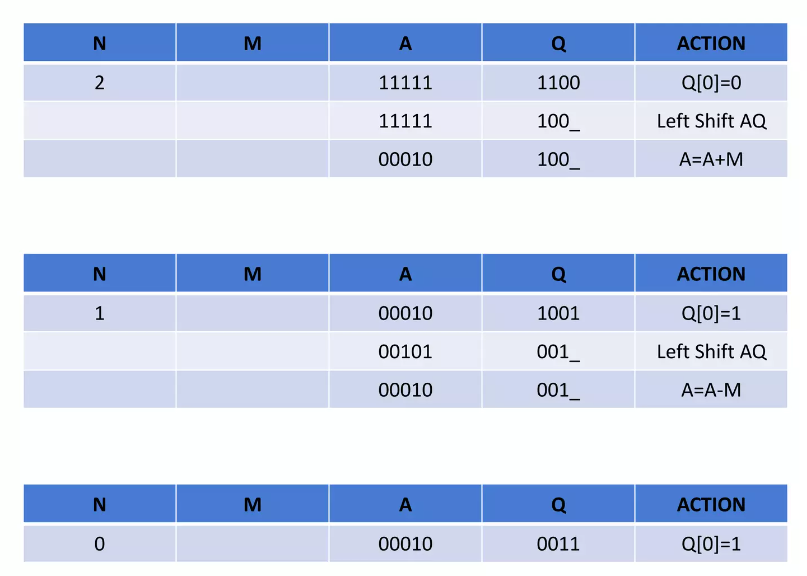 N M A Q ACTION
2 11111 1100 Q[0]=0
11111 100_ Left Shift AQ
00010 100_ A=A+M
N M A Q ACTION
1 00010 1001 Q[0]=1
00101 001_ Left Shift AQ
00010 001_ A=A-M
N M A Q ACTION
0 00010 0011 Q[0]=1